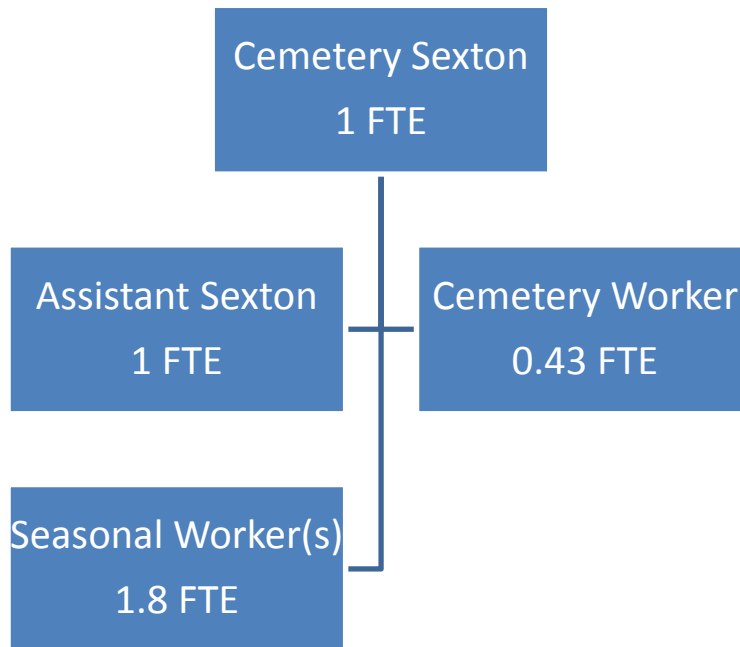 Cemetery Sexton
1 FTE
Assistant Sexton
1 FTE
Cemetery Worker
0.43 FTE
Seasonal Worker(s)
1.8 FTE